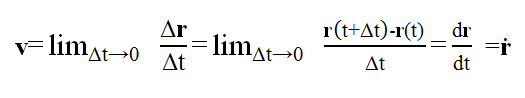 v=lim_{Δt→0} Δr/Δt = lim_{Δt→0} r(t+Δt)-r(t)/Δt = dr/dt =ṙ